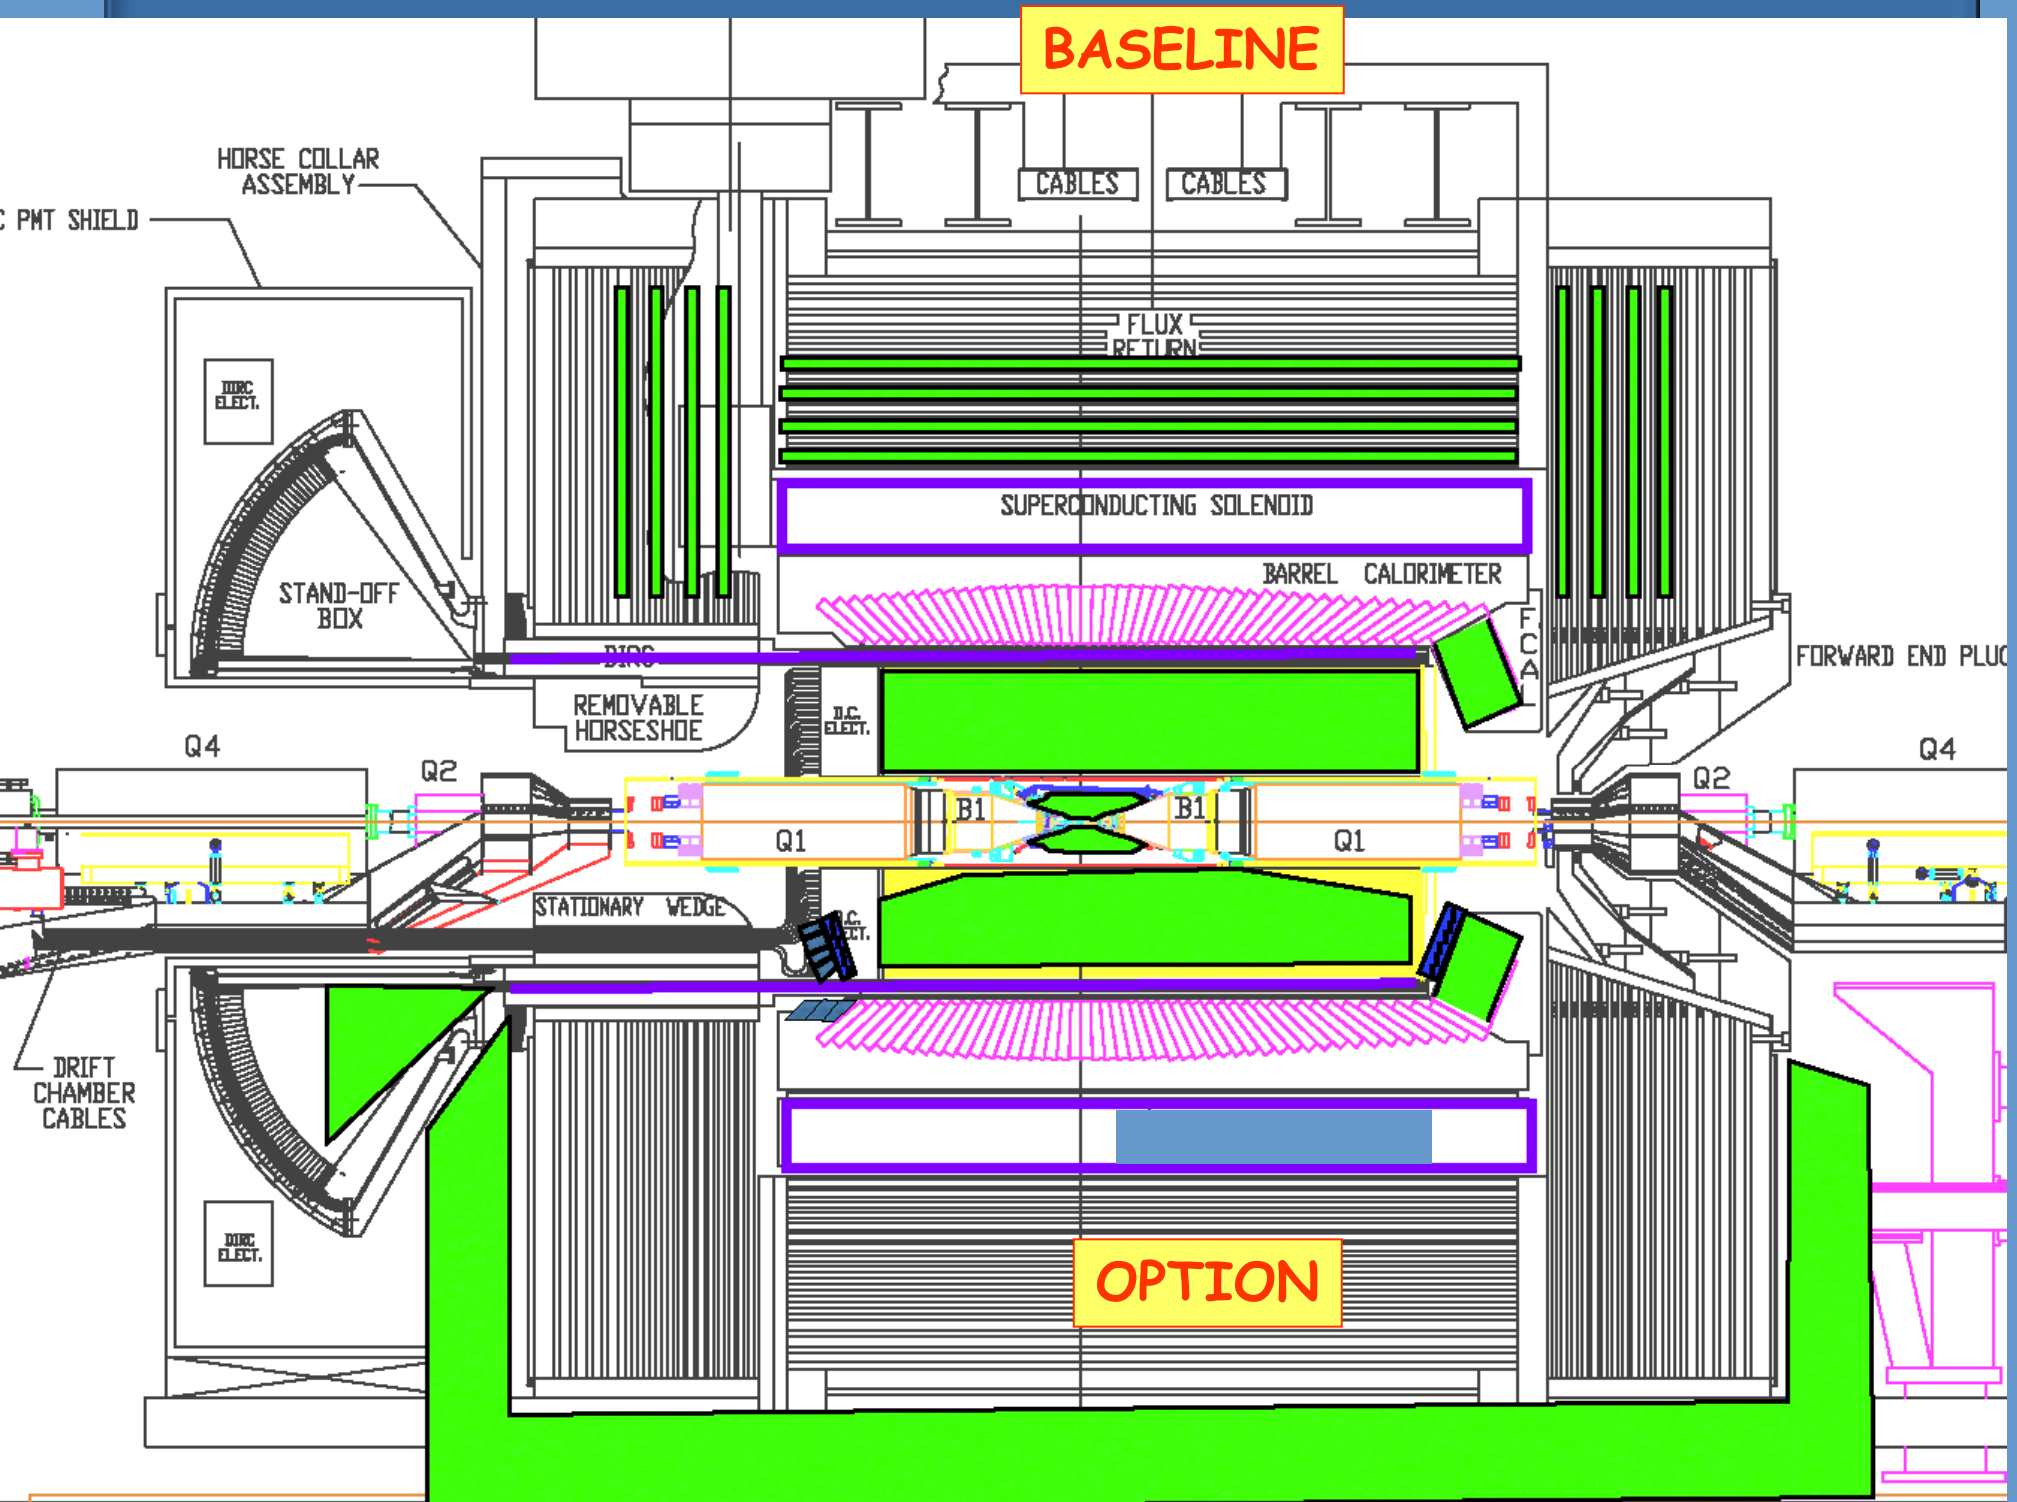 BASELINE
HORSE COLLAR
ASSEMBLY
CABLES
CABLES
C PMT SHIELD
FLUX
RETURN
DIRC
ELECT.
SUPERCONDUCTING SOLENOID
BARREL CALORIMETER
STAND-OFF
BOX
F.
C
A
L
DIRC
FORWARD END PLUG
REMOVABLE
HORSESHOE
D.C.
ELECT.
Q4
Q2
Q4
Q2
B1
B1
Q1
Q1
STATIONARY WEDGE
D.C.
ECT.
DRIFT
CHAMBER
CABLES
DIRC
ELECT.
OPTION